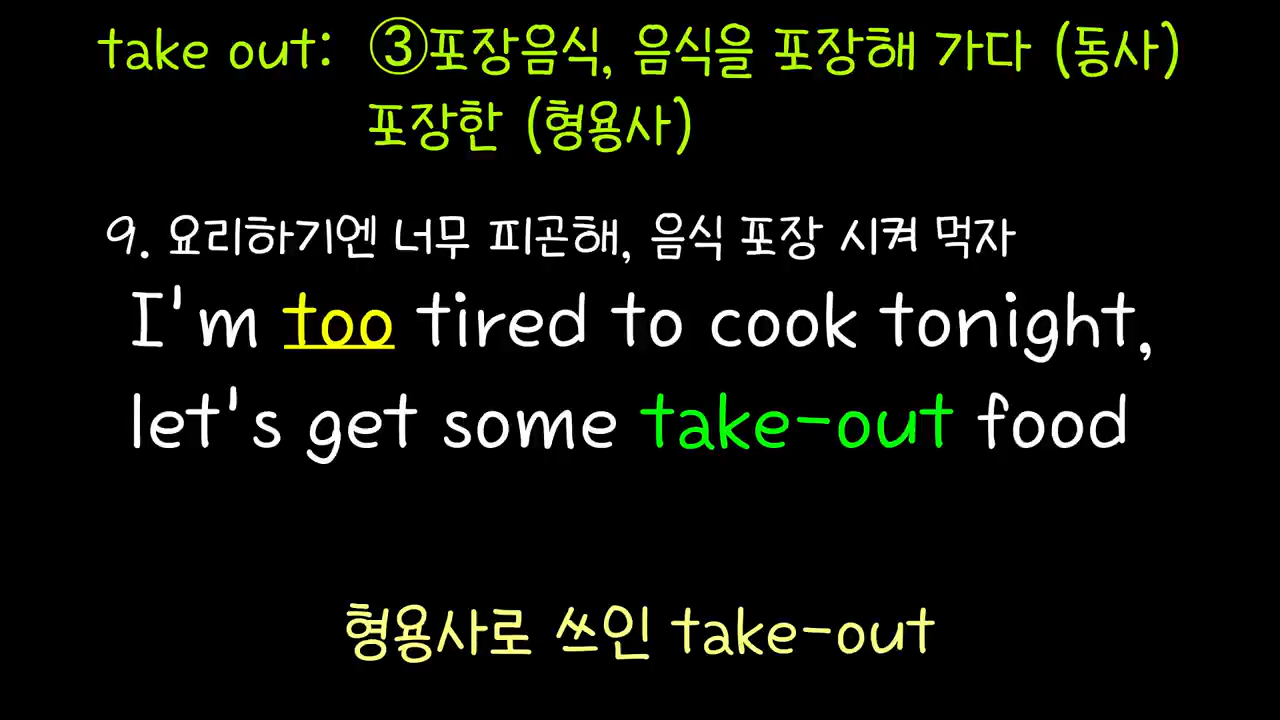 take out: ③포장음식, 음식을 포장해 가다 (동사)
포장한 (형용사)
9. 요리하기엔 너무 피곤해, 음식 포장 시켜 먹자
I'm too tired to cook tonight,
let's get some take-out food
형용사로 쓰인 take-out